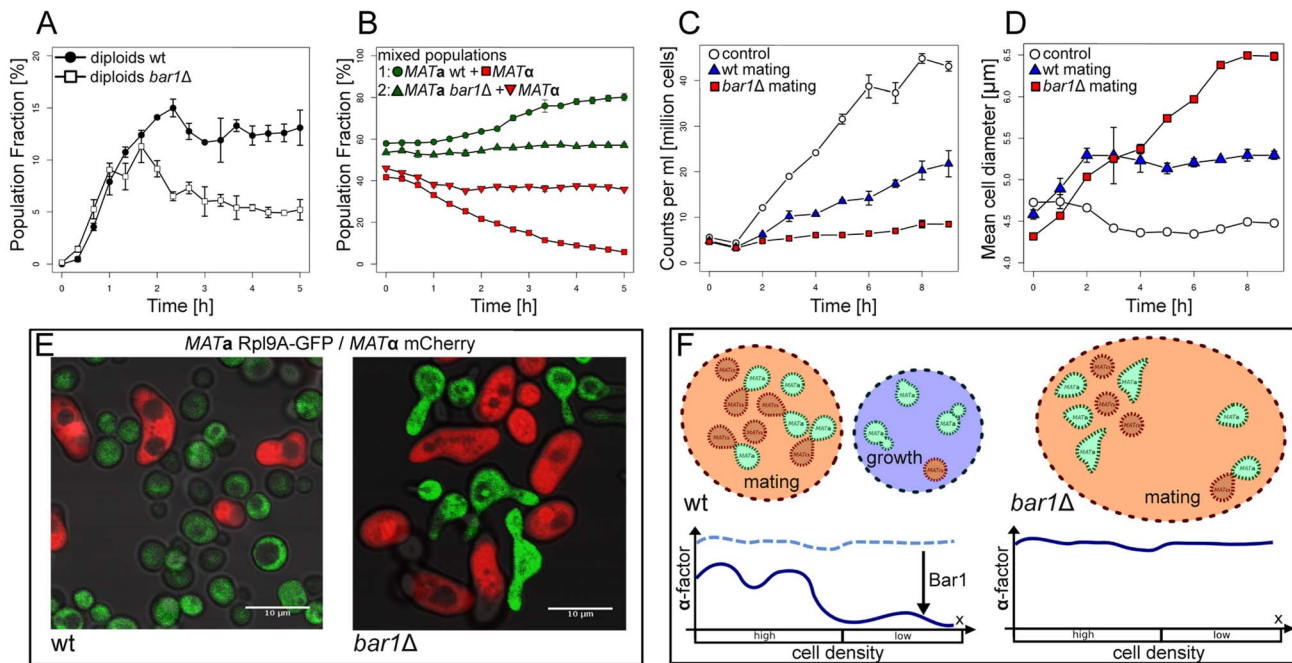 A
Population Fraction [%]
20
15
10
5
0
diploids wt
diploids bar1Δ
0 1 2 3 4 5
Time [h]
B
Population Fraction [%]
100
80
60
40
20
0
mixed populations
1: MATa wt + MATα
2: MATa bar1Δ + MATα
0 1 2 3 4 5
Time [h]
C
Counts per ml [million cells]
40
30
20
10
0
control
wt mating
bar1Δ mating
0 2 4 6 8
Time [h]
D
Mean cell diameter [µm]
6.5
6.0
5.5
5.0
4.5
4.0
control
wt mating
bar1Δ mating
0 2 4 6 8
Time [h]
E
MATa Rpl9A-GFP / MATα mCherry
10 µm
10 µm
wt
bar1Δ
F
mating
growth
wt
mating
bar1Δ
α-factor
Bar1
x
high low
cell density
α-factor
x
high low
cell density